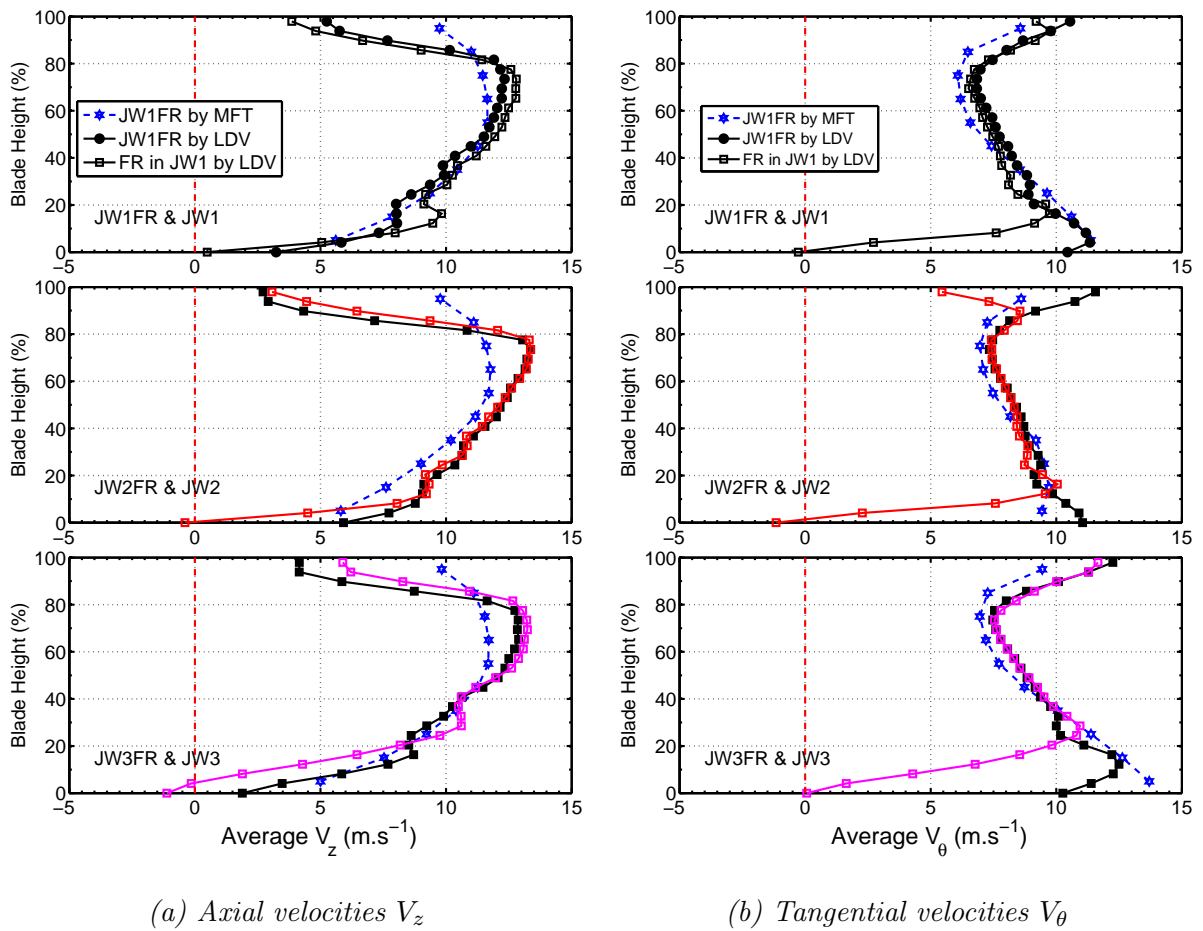 100
80
60
40
20
0
Blade Height (%)
JW1FR by MFT
JW1FR by LDV
FR in JW1 by LDV
JW1FR & JW1
−5 0 5 10 15
100
80
60
40
20
0
Blade Height (%)
JW1FR by MFT
JW1FR by LDV
FR in JW1 by LDV
JW1FR & JW1
−5 0 5 10 15
100
80
60
40
20
0
Blade Height (%)
JW2FR & JW2
−5 0 5 10 15
100
80
60
40
20
0
Blade Height (%)
JW2FR & JW2
−5 0 5 10 15
100
80
60
40
20
0
Blade Height (%)
JW3FR & JW3
−5 0 5 10 15
Average V_z (m.s⁻¹)
100
80
60
40
20
0
Blade Height (%)
JW3FR & JW3
−5 0 5 10 15
Average V_θ (m.s⁻¹)
(a) Axial velocities V_z
(b) Tangential velocities V_θ